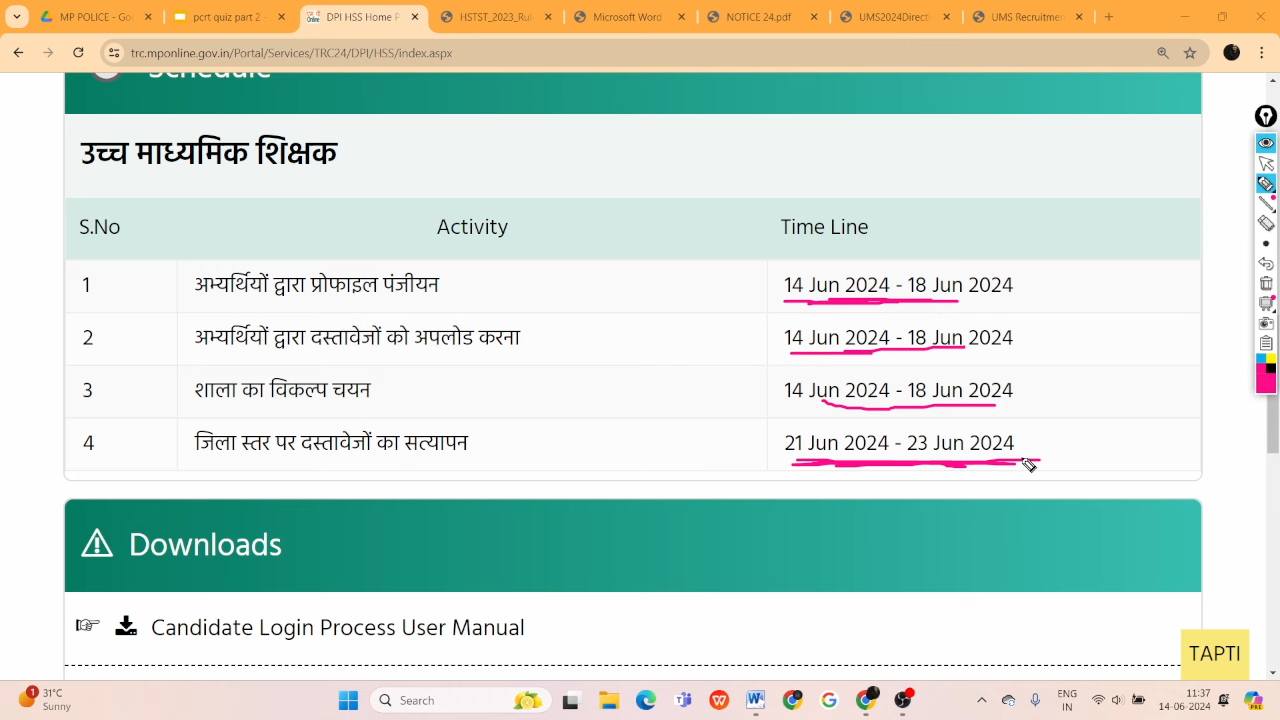 MP POLICE - Go
pcrt quiz part 2 -
DPI HSS Home P
HSTST_2023_Rul
Microsoft Word
NOTICE 24.pdf
UMS2024Directi
UMS Recruitmen
trc.mponline.gov.in/Portal/Services/TRC24/DPI/HSS/index.aspx
Schedule
उच्च माध्यमिक शिक्षक
S.No Activity Time Line
1 अभ्यर्थियों द्वारा प्रोफाइल पंजीयन 14 Jun 2024 - 18 Jun 2024
2 अभ्यर्थियों द्वारा दस्तावेजों को अपलोड करना 14 Jun 2024 - 18 Jun 2024
3 शाला का विकल्प चयन 14 Jun 2024 - 18 Jun 2024
4 जिला स्तर पर दस्तावेजों का सत्यापन 21 Jun 2024 - 23 Jun 2024
Downloads
Candidate Login Process User Manual
TAPTI
1 31°C
Sunny
Search
ENG
IN
11:37
14-06-2024